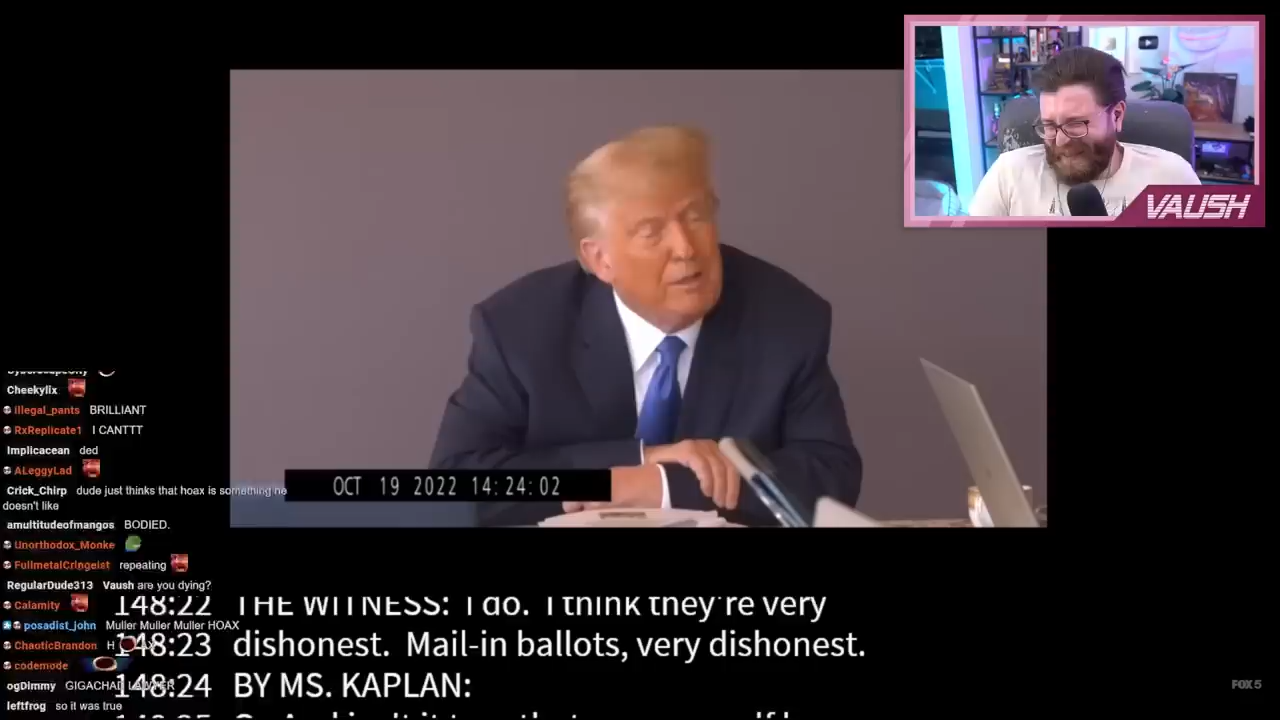 VAUSH
Cheekylix
illegal_pants BRILLIANT
RxReplicate1 I CANTTT
Implicacean ded
ALeggyLad
Crick_Chirp dude just thinks that hoax is something he
doesn't like
amultitudeofmangos BODIED.
Unorthodox_Monke
FullmetalCringeist repeating
RegularDude313 Vaush are you dying?
Calamity
posadist_john Muller Muller Muller HOAX
ChaoticBrandon
codemode
ogDimmy GIGACHAD LAWYER
leftfrog so it was true
OCT 19 2022 14:24:02
148:22 THE WITNESS: I do. I think they're very
148:23 dishonest. Mail-in ballots, very dishonest.
148:24 BY MS. KAPLAN:
FOX 5